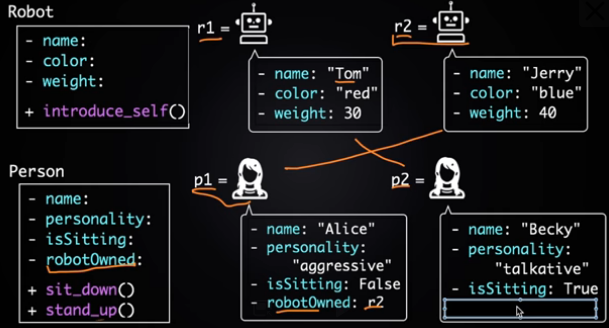 Robot
- name:
- color:
- weight:
+ introduce_self()
r1 =
- name: "Tom"
- color: "red"
- weight: 30
r2 =
- name: "Jerry"
- color: "blue"
- weight: 40
Person
- name:
- personality:
- isSitting:
- robotOwned:
+ sit_down()
+ stand_up()
p1 =
- name: "Alice"
- personality:
"aggressive"
- isSitting: False
- robotOwned: r2
p2 =
- name: "Becky"
- personality:
"talkative"
- isSitting: True